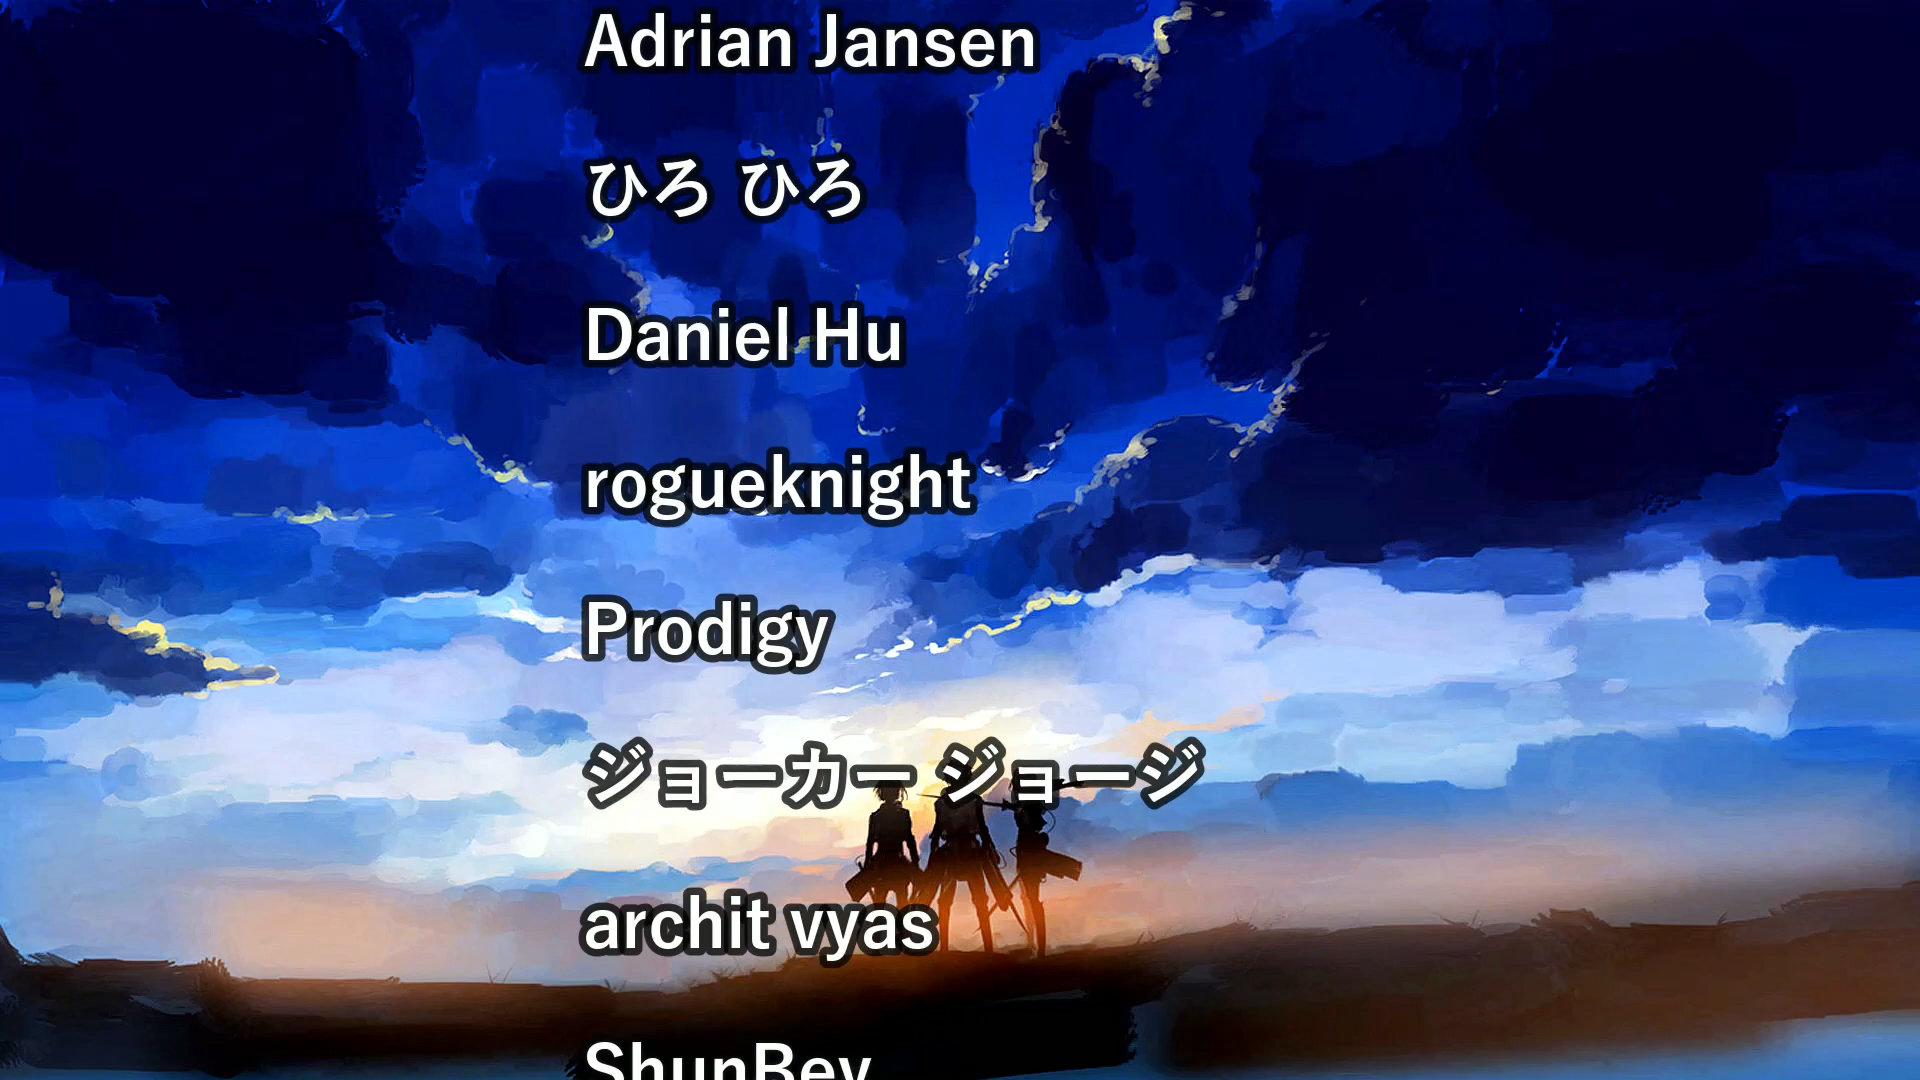 Adrian Jansen
ひろ ひろ
Daniel Hu
rogueknight
Prodigy
ジョーカー ジョージ
archit vyas
ShunBey